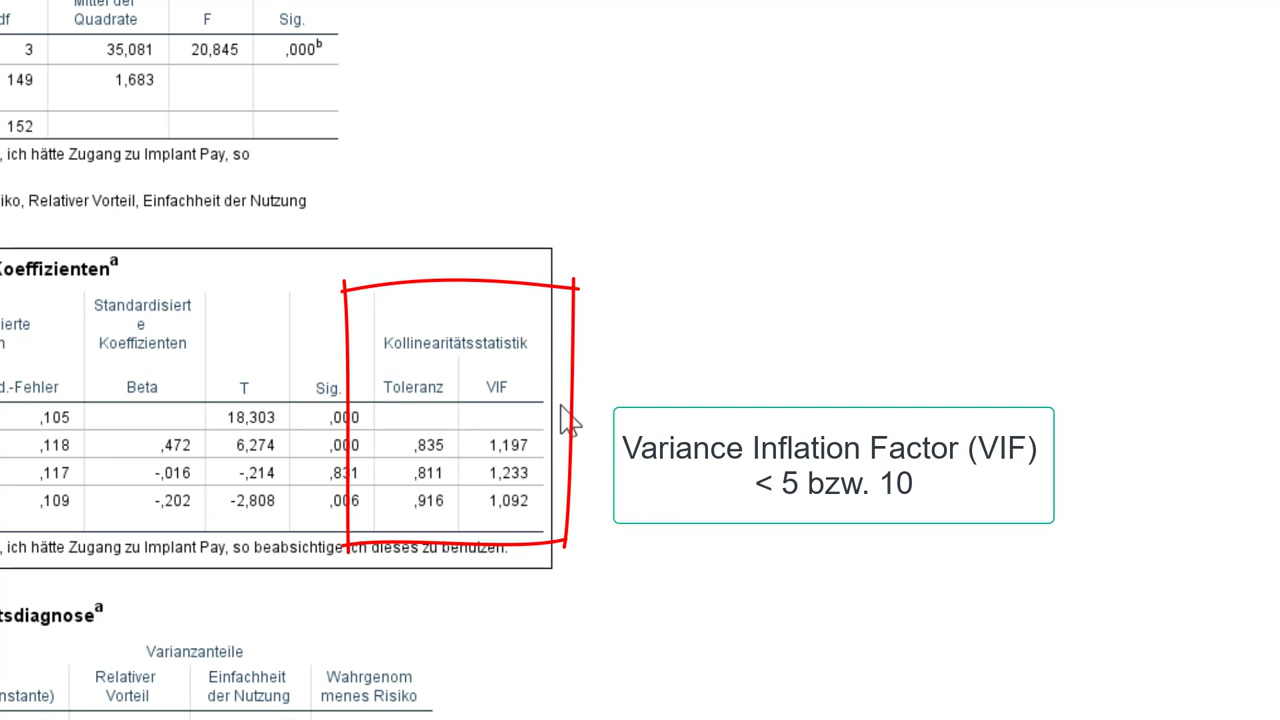 Mittel der
df Quadrate F Sig.
3 35,081 20,845 ,000b
149 1,683
152
, ich hätte Zugang zu Implant Pay, so
iko, Relativer Vorteil, Einfachheit der Nutzung
Koeffizientena
Standardisiert
ierte e
n Koeffizienten Kollinearitätsstatistik
d.-Fehler Beta T Sig. Toleranz VIF
,105 18,303 ,000
,118 ,472 6,274 ,000 ,835 1,197
,117 -,016 -,214 ,831 ,811 1,233
,109 -,202 -2,808 ,006 ,916 1,092
, ich hätte Zugang zu Implant Pay, so beabsichtige ich dieses zu benutzen.
Variance Inflation Factor (VIF)
< 5 bzw. 10
tsdiagnosea
Varianzanteile
Relativer Einfachheit Wahrgenom
nstante) Vorteil der Nutzung menes Risiko